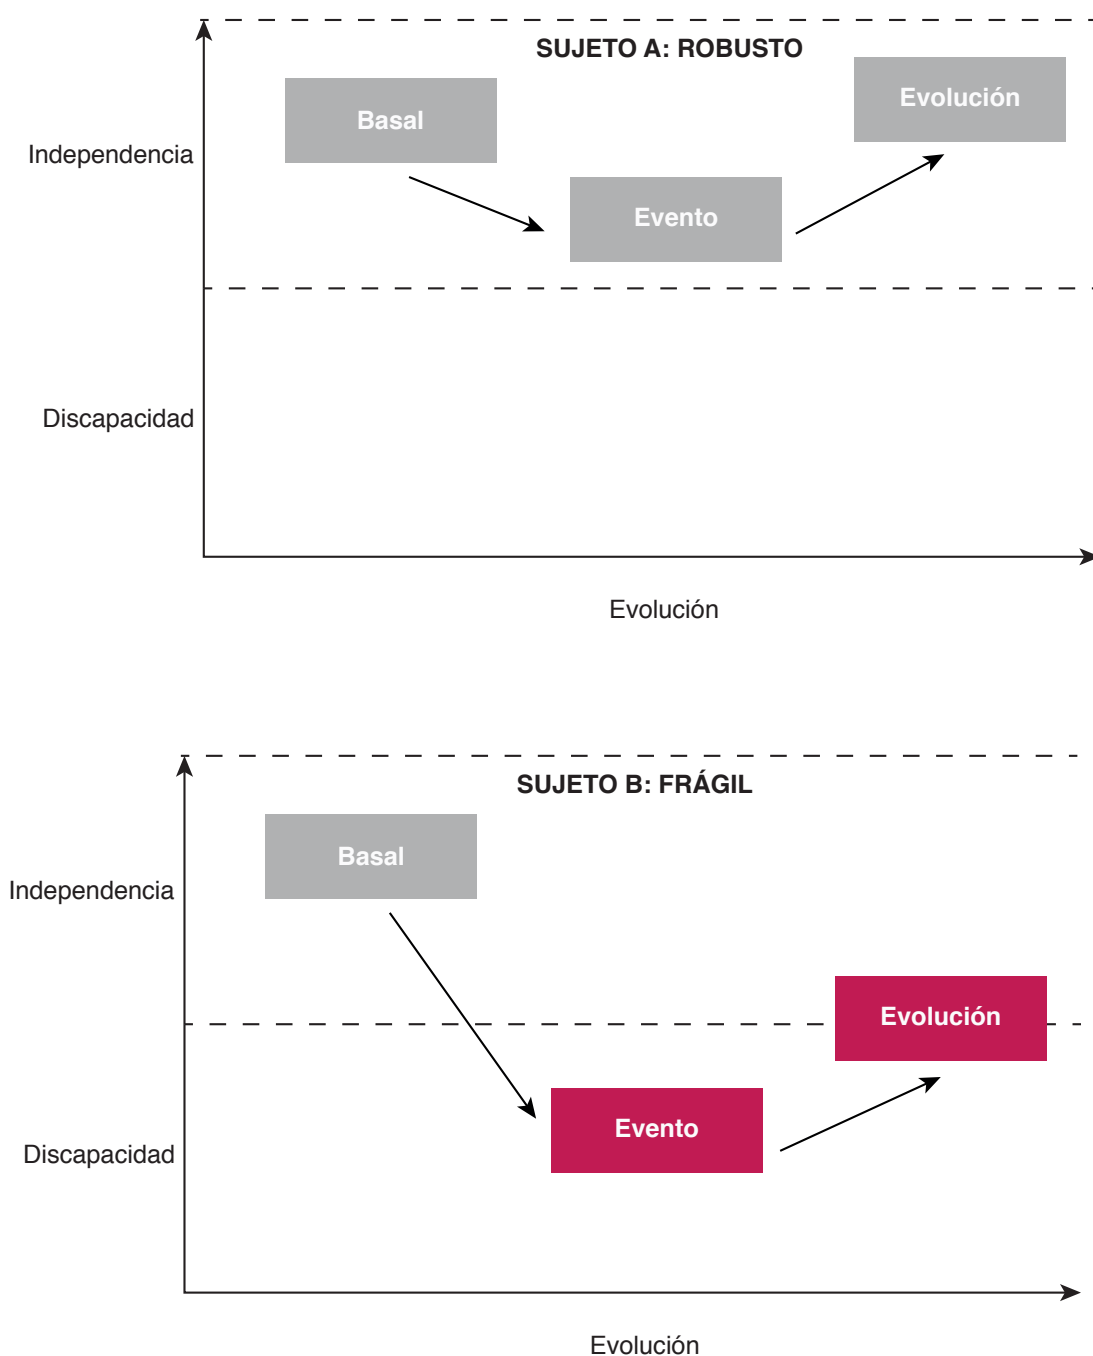 SUJETO A: ROBUSTO
Basal
Evolución
Independencia
Evento
Discapacidad
Evolución
SUJETO B: FRÁGIL
Basal
Independencia
Evolución
Evento
Discapacidad
Evolución